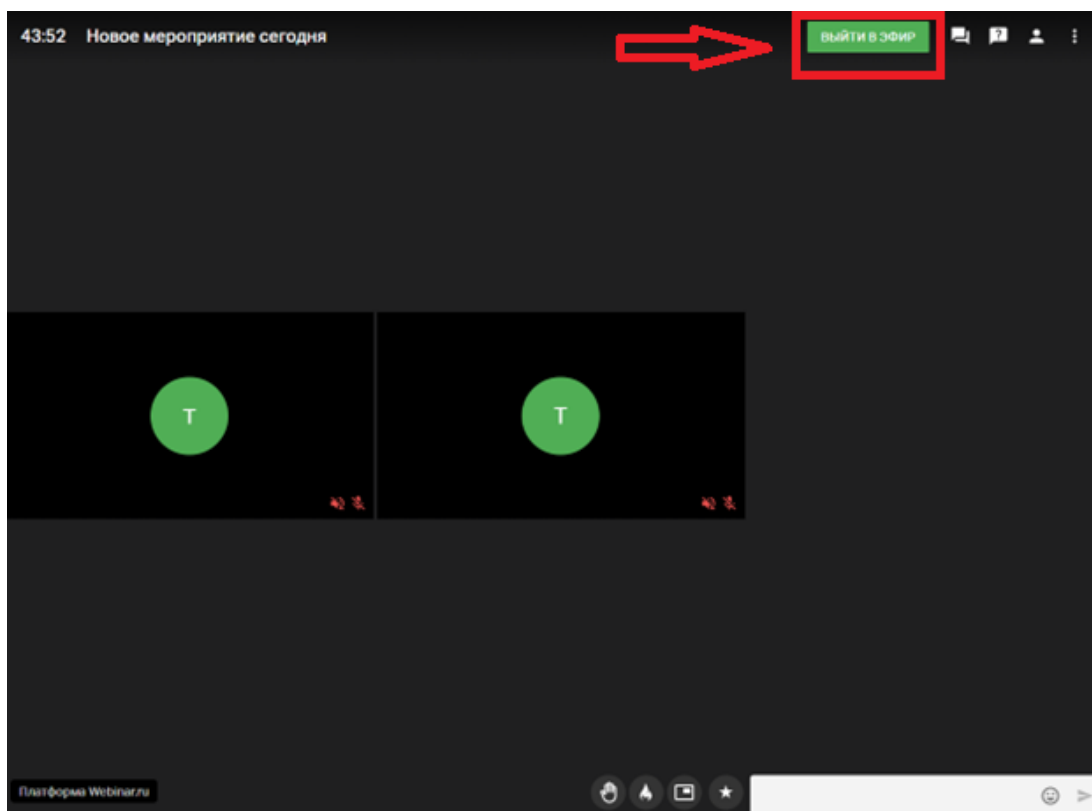 43:52 Новое мероприятие сегодня
ВЫЙТИ В ЭФИР
?
T
T
Платформа Webinar.ru